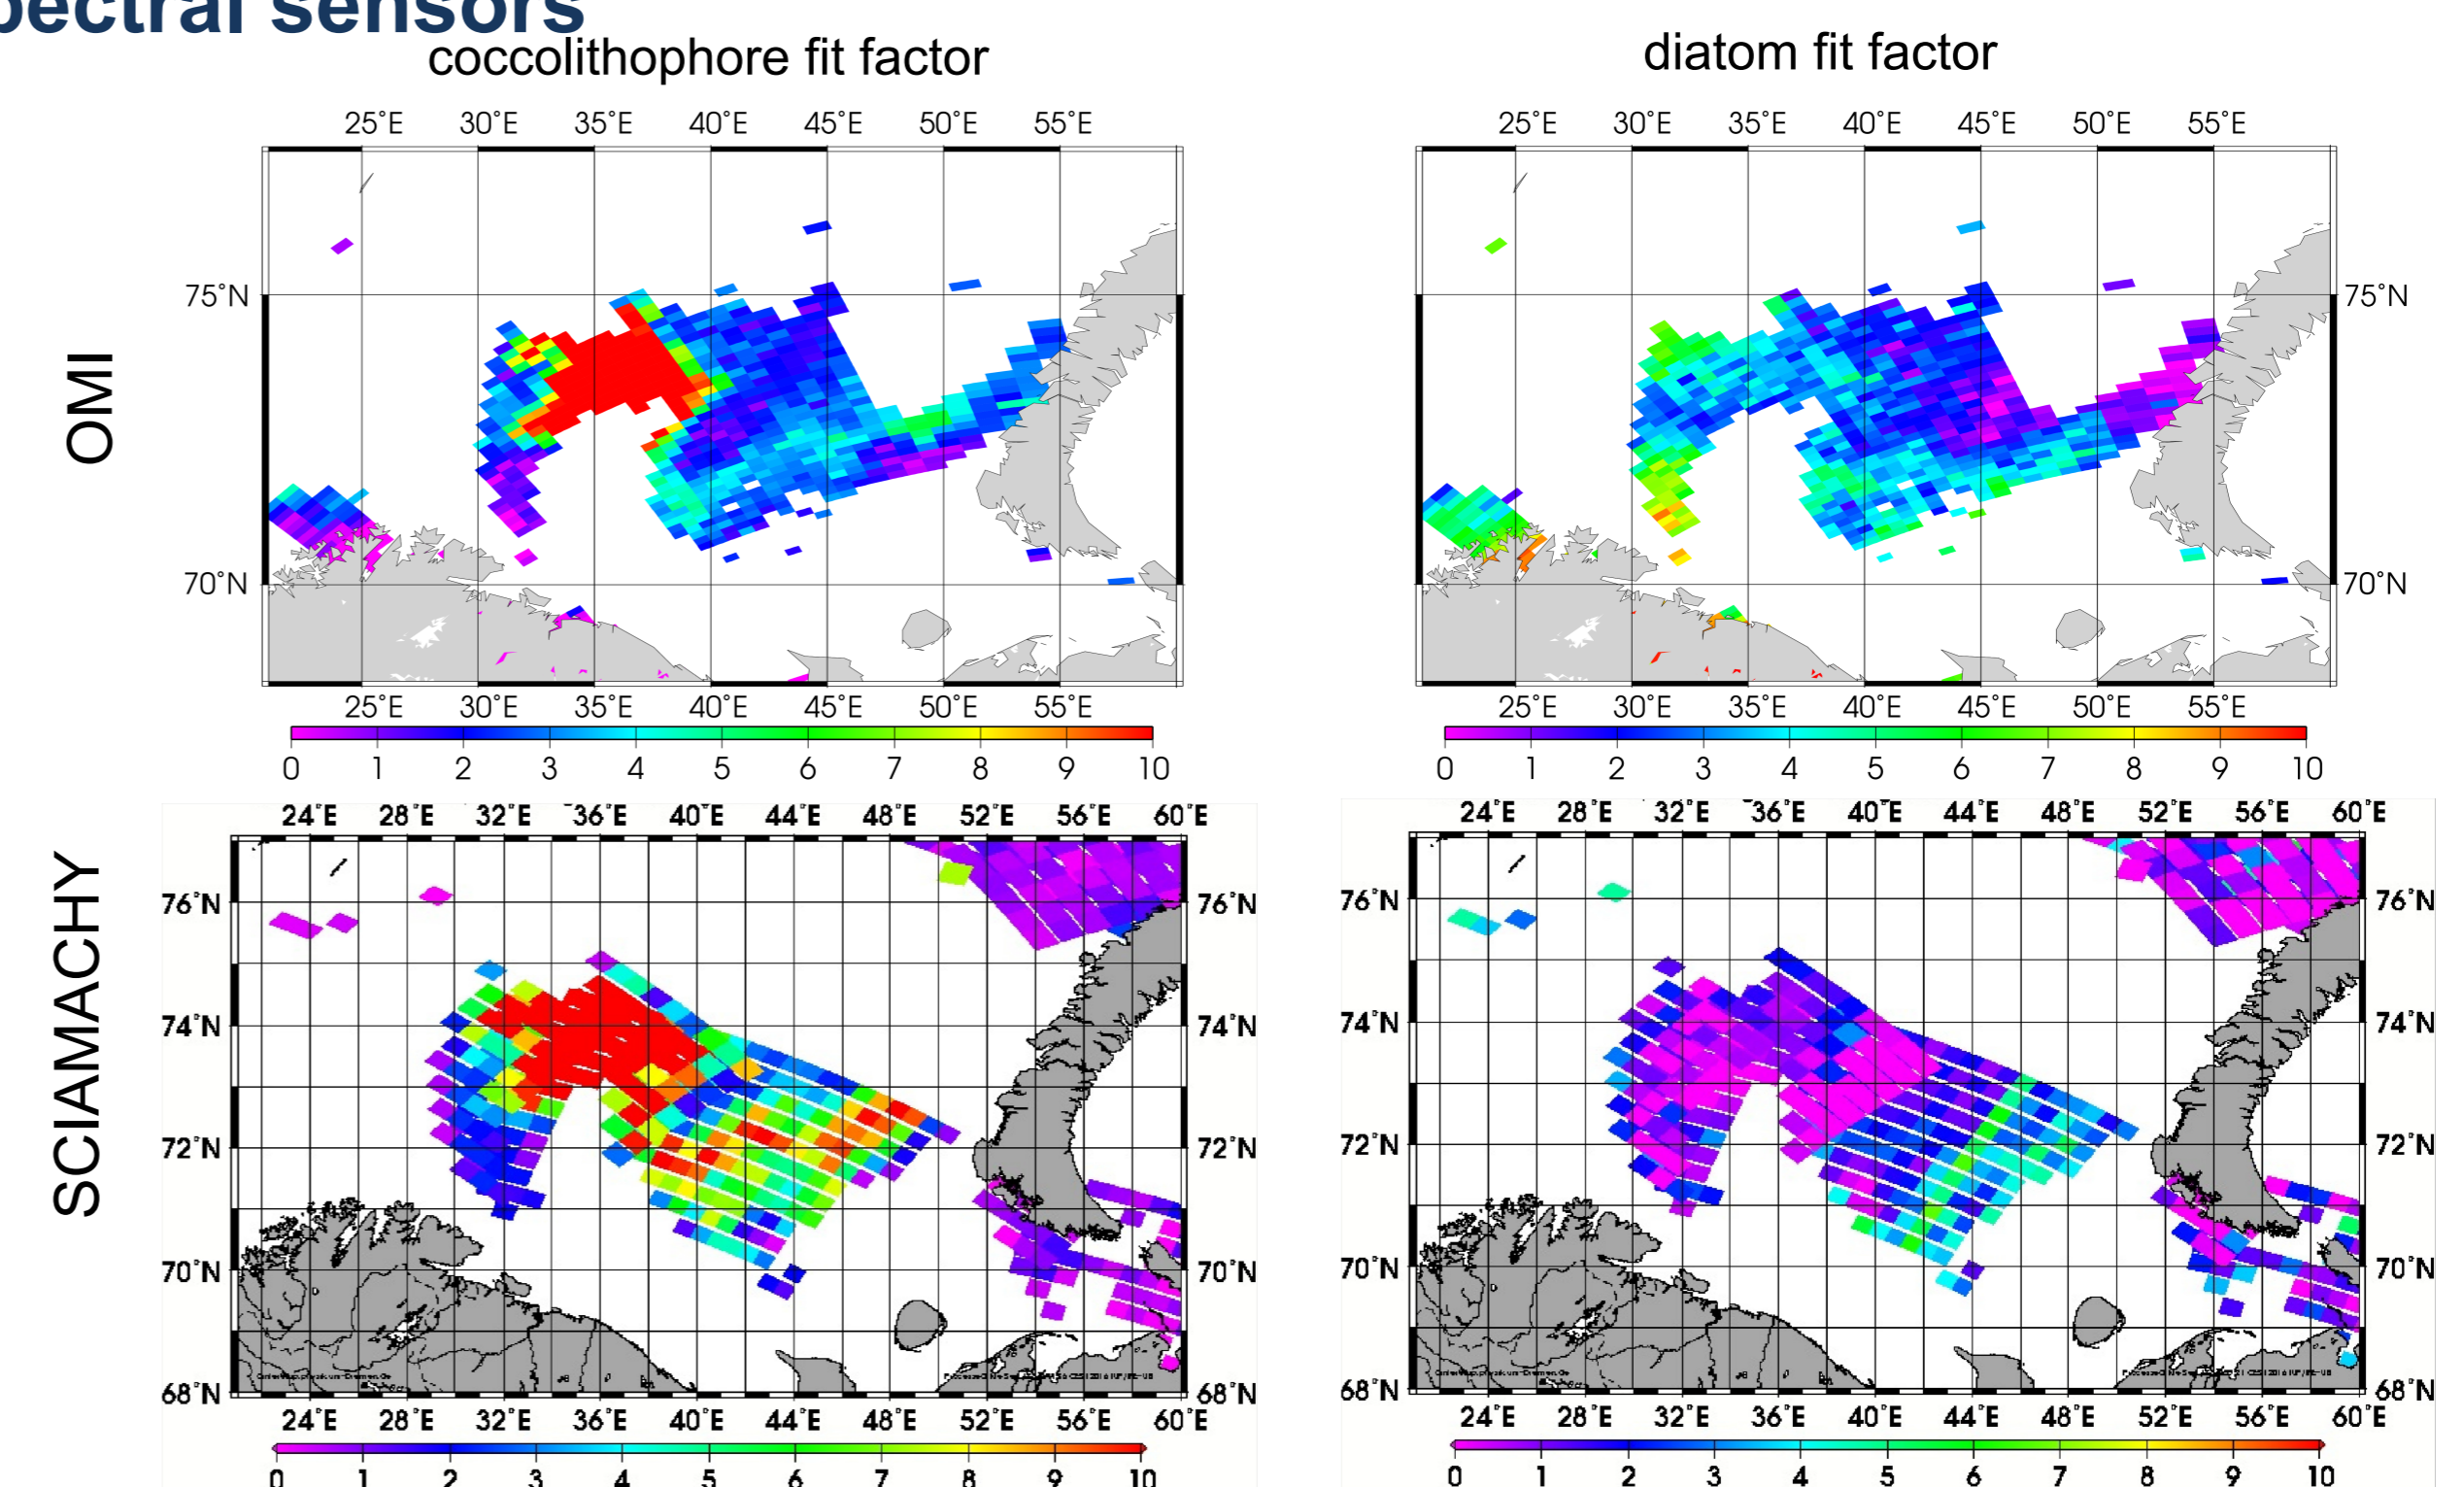 pectral sensors
coccolithophore fit factor
diatom fit factor
25°E 30°E 35°E 40°E 45°E 50°E 55°E
25°E 30°E 35°E 40°E 45°E 50°E 55°E
75°N
75°N
OMI
70°N
70°N
25°E 30°E 35°E 40°E 45°E 50°E 55°E
25°E 30°E 35°E 40°E 45°E 50°E 55°E
0 1 2 3 4 5 6 7 8 9 10
0 1 2 3 4 5 6 7 8 9 10
24°E 28°E 32°E 36°E 40°E 44°E 48°E 52°E 56°E 60°E
24°E 28°E 32°E 36°E 40°E 44°E 48°E 52°E 56°E 60°E
76°N 76°N
76°N 76°N
SCIAMACHY
74°N 74°N
74°N 74°N
72°N 72°N
72°N 72°N
70°N 70°N
70°N 70°N
68°N 68°N
68°N 68°N
24°E 28°E 32°E 36°E 40°E 44°E 48°E 52°E 56°E 60°E
24°E 28°E 32°E 36°E 40°E 44°E 48°E 52°E 56°E 60°E
0 1 2 3 4 5 6 7 8 9 10
0 1 2 3 4 5 6 7 8 9 10